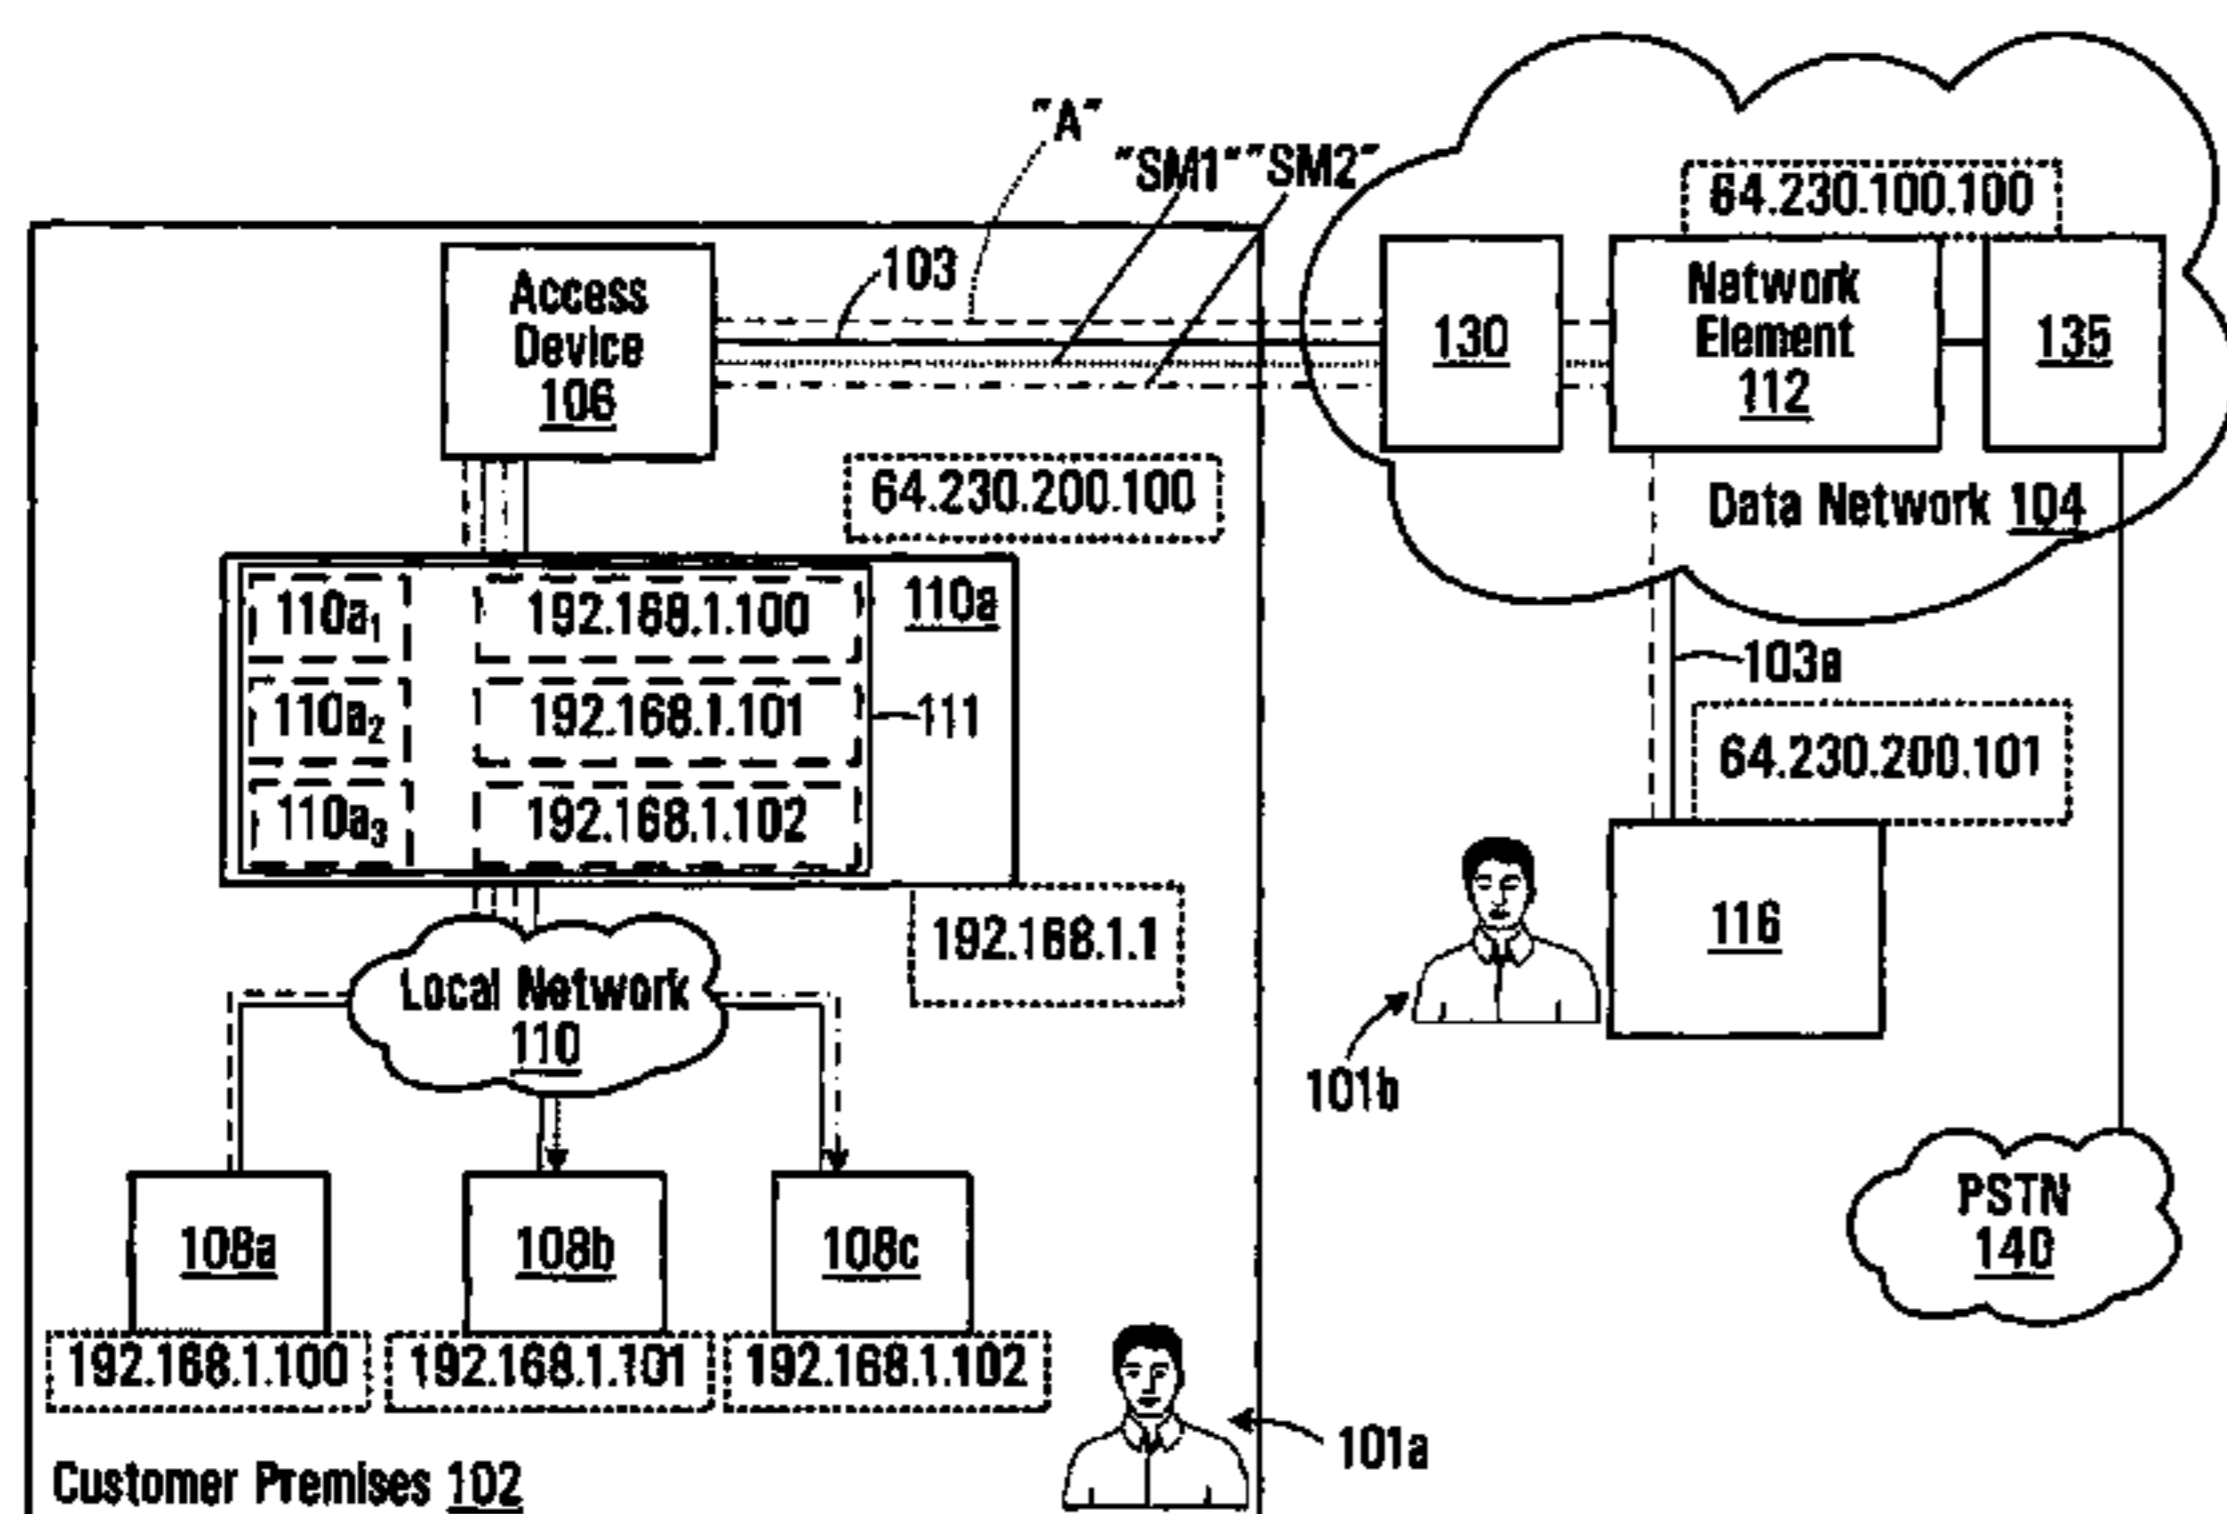 "A"
"SM1" "SM2"
64.230.100.100
103
Access
Device
106
130
Network
Element
112
135
64.230.200.100
Data Network 104
110a1
192.168.1.100
110a
110a2
192.168.1.101
111
110a3
192.168.1.102
103a
64.230.200.101
192.168.1.1
116
Local Network
110
101b
108a
108b
108c
PSTN
140
192.168.1.100
192.168.1.101
192.168.1.102
101a
Customer Premises 102